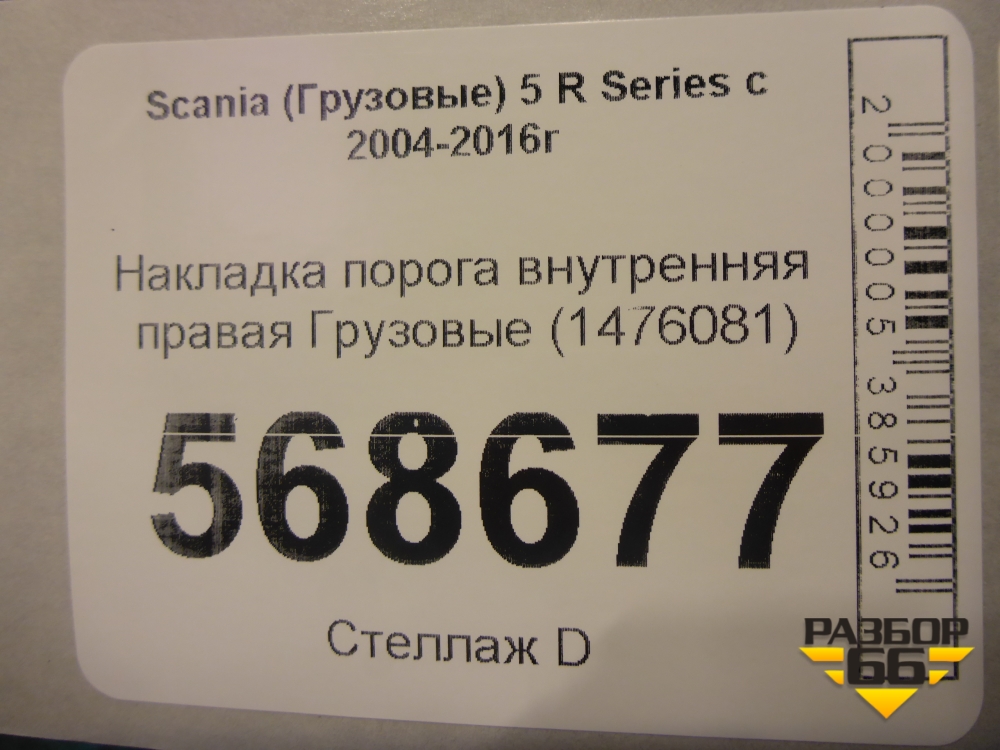 Scania (Грузовые) 5 R Series с
2004-2016г
Накладка порога внутренняя
правая Грузовые (1476081)
568677
Стеллаж D
2000005385926
РАЗБОР
66